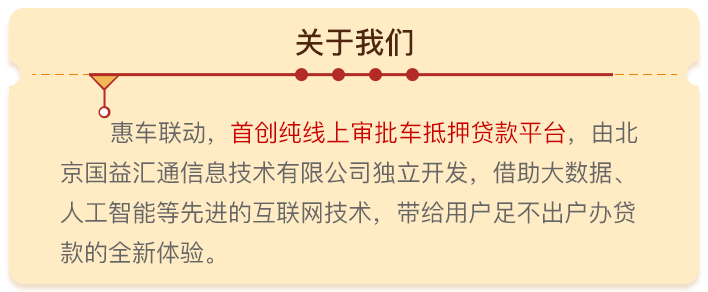 关于我们
惠车联动，首创纯线上审批车抵押贷款平台，由北
京国益汇通信息技术有限公司独立开发，借助大数据、
人工智能等先进的互联网技术，带给用户足不出户办贷
款的全新体验。